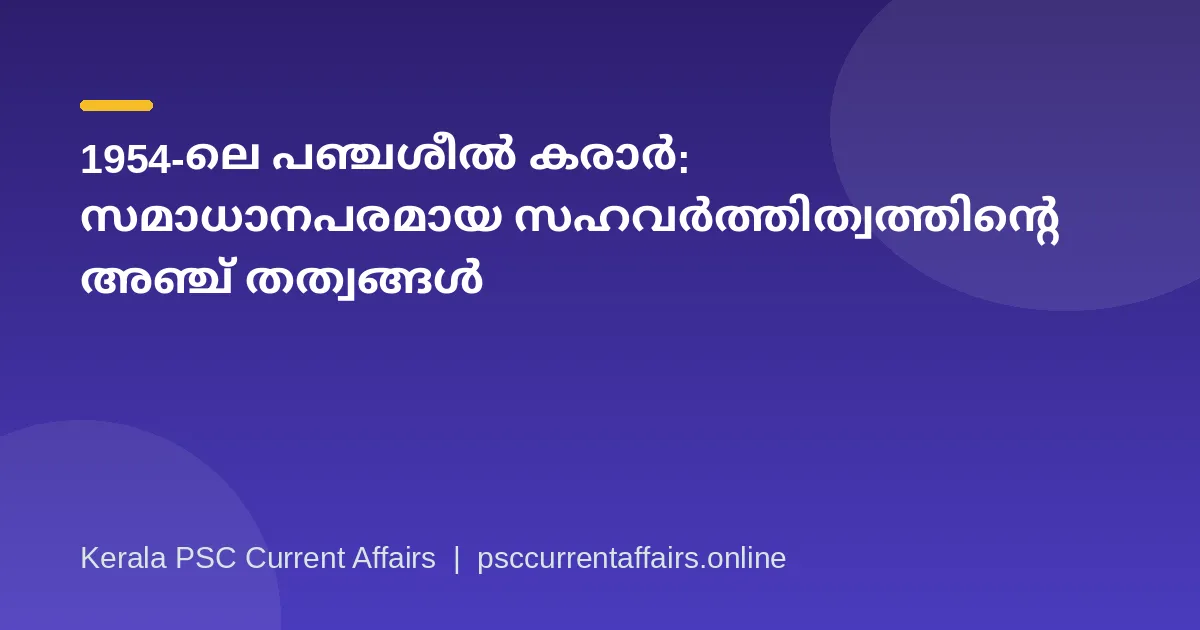 1954-ലെ പഞ്ചശീൽ കരാർ:
സമാധാനപരമായ സഹവർത്തിത്വത്തിന്റെ
അഞ്ച് തത്വങ്ങൾ
Kerala PSC Current Affairs | psccurrentaffairs.online